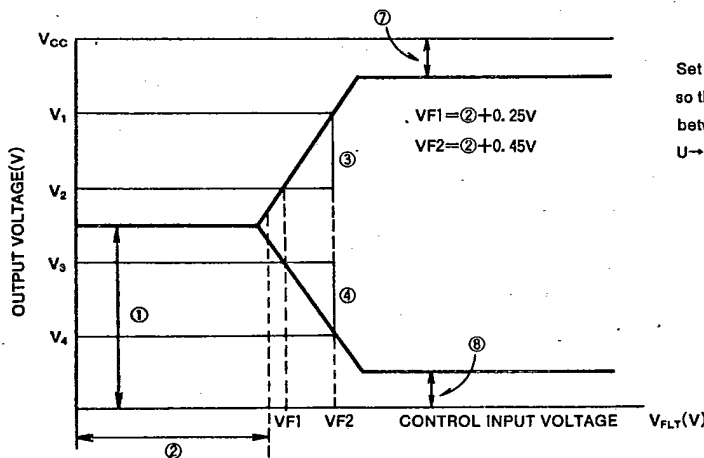 ⑦
VCC
Set
so th
V1
VF1=②+0.25V
betw
VF2=②+0.45V
U→
③
V2
OUTPUT VOLTAGE(V)
V3
①
④
V4
⑧
VF1 VF2 CONTROL INPUT VOLTAGE VFLT(V)
②